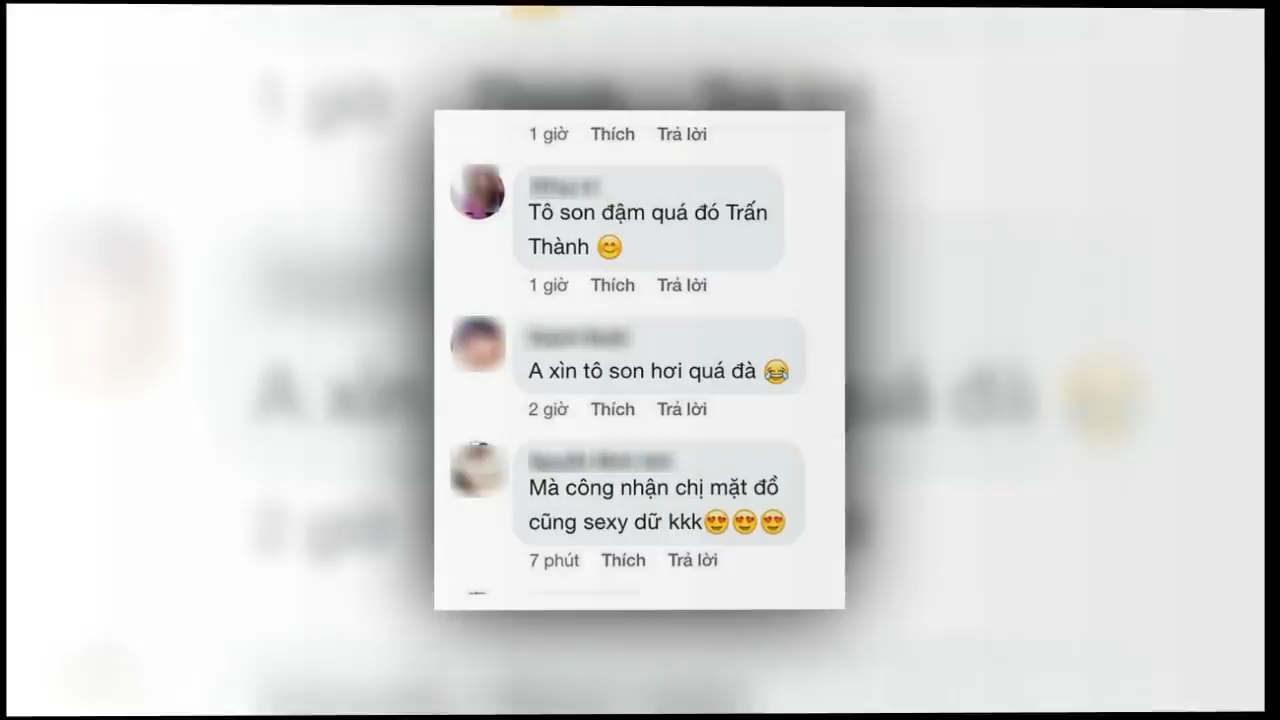 1 giờ Thích Trả lời
Tô son đậm quá đó Trấn
Thành 😊
1 giờ Thích Trả lời
A xìn tô son hơi quá đà 😂
2 giờ Thích Trả lời
Mà công nhận chị mặt đồ
cũng sexy dữ kkk😍😍😍
7 phút Thích Trả lời